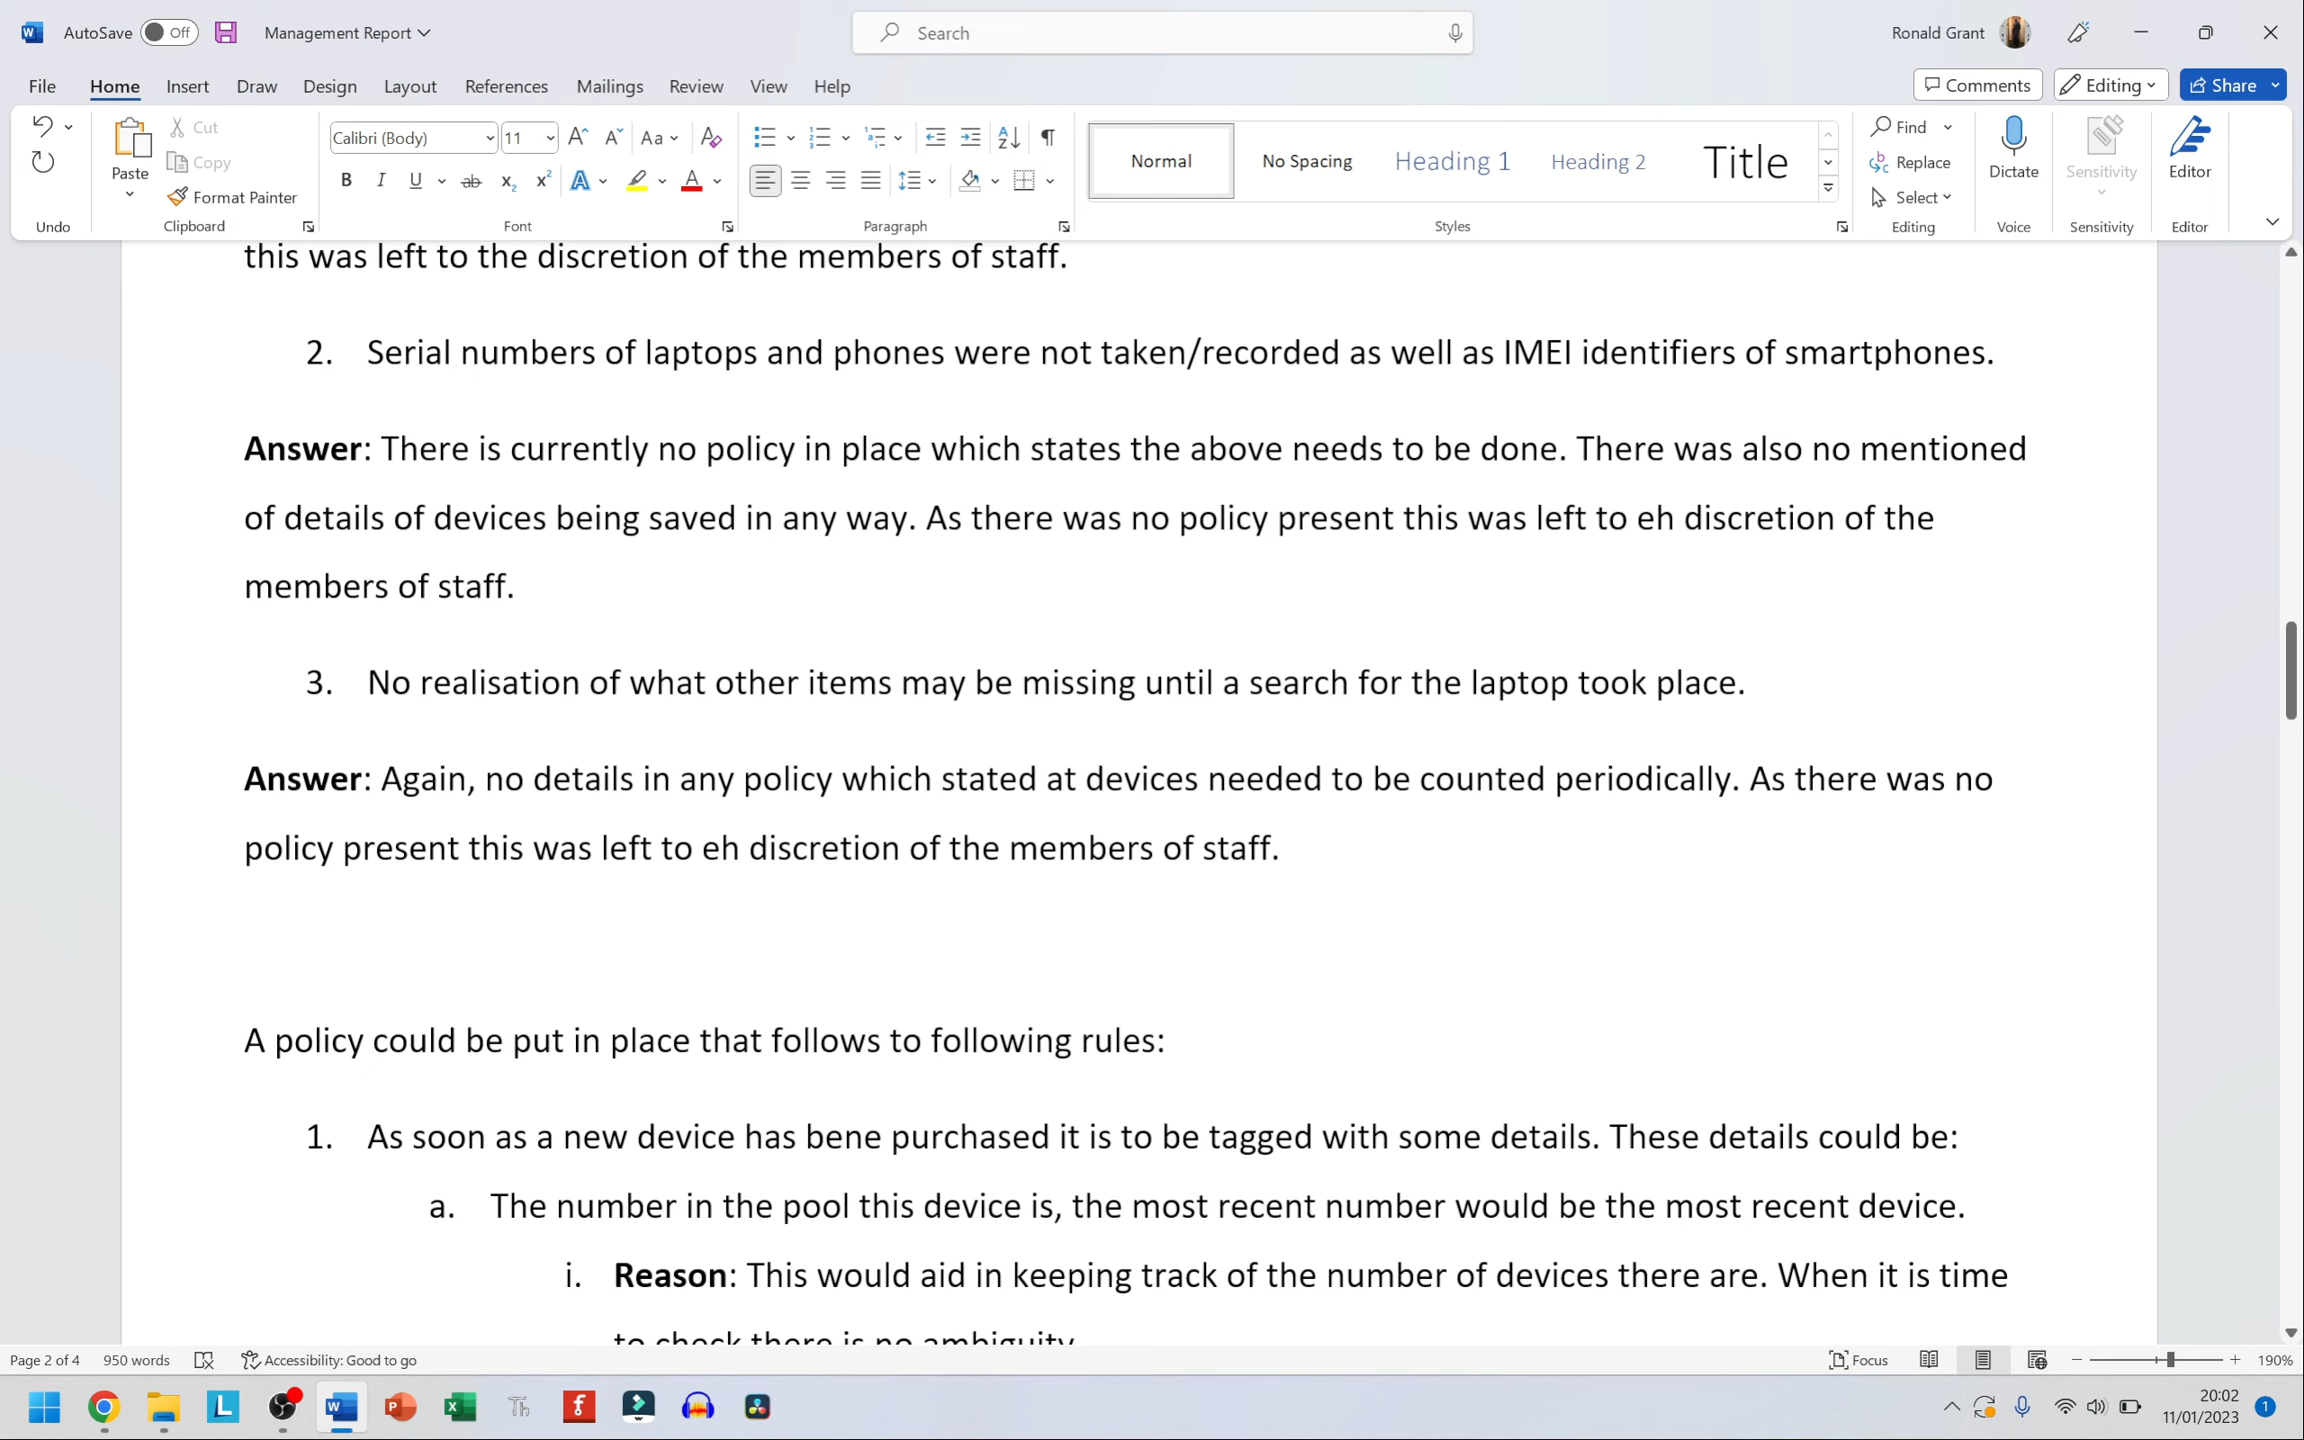 AutoSave Off Management Report Search Ronald Grant
File Home Insert Draw Design Layout References Mailings Review View Help Comments Editing Share
Cut
Copy
Format Painter
Paste
Calibri (Body) 11 Aa
B I U ab x₂ x² A A
Normal No Spacing Heading 1 Heading 2 Title
Find
Replace
Select
Dictate
Sensitivity
Editor
Undo Clipboard Font Paragraph Styles Editing Voice Sensitivity Editor
this was left to the discretion of the members of staff.
2. Serial numbers of laptops and phones were not taken/recorded as well as IMEI identifiers of smartphones.
Answer: There is currently no policy in place which states the above needs to be done. There was also no mentioned
of details of devices being saved in any way. As there was no policy present this was left to eh discretion of the
members of staff.
3. No realisation of what other items may be missing until a search for the laptop took place.
Answer: Again, no details in any policy which stated at devices needed to be counted periodically. As there was no
policy present this was left to eh discretion of the members of staff.
A policy could be put in place that follows to following rules:
1. As soon as a new device has bene purchased it is to be tagged with some details. These details could be:
a. The number in the pool this device is, the most recent number would be the most recent device.
i. Reason: This would aid in keeping track of the number of devices there are. When it is time
to check there is no ambiguity.
Page 2 of 4 950 words Accessibility: Good to go Focus 190%
20:02
11/01/2023 1